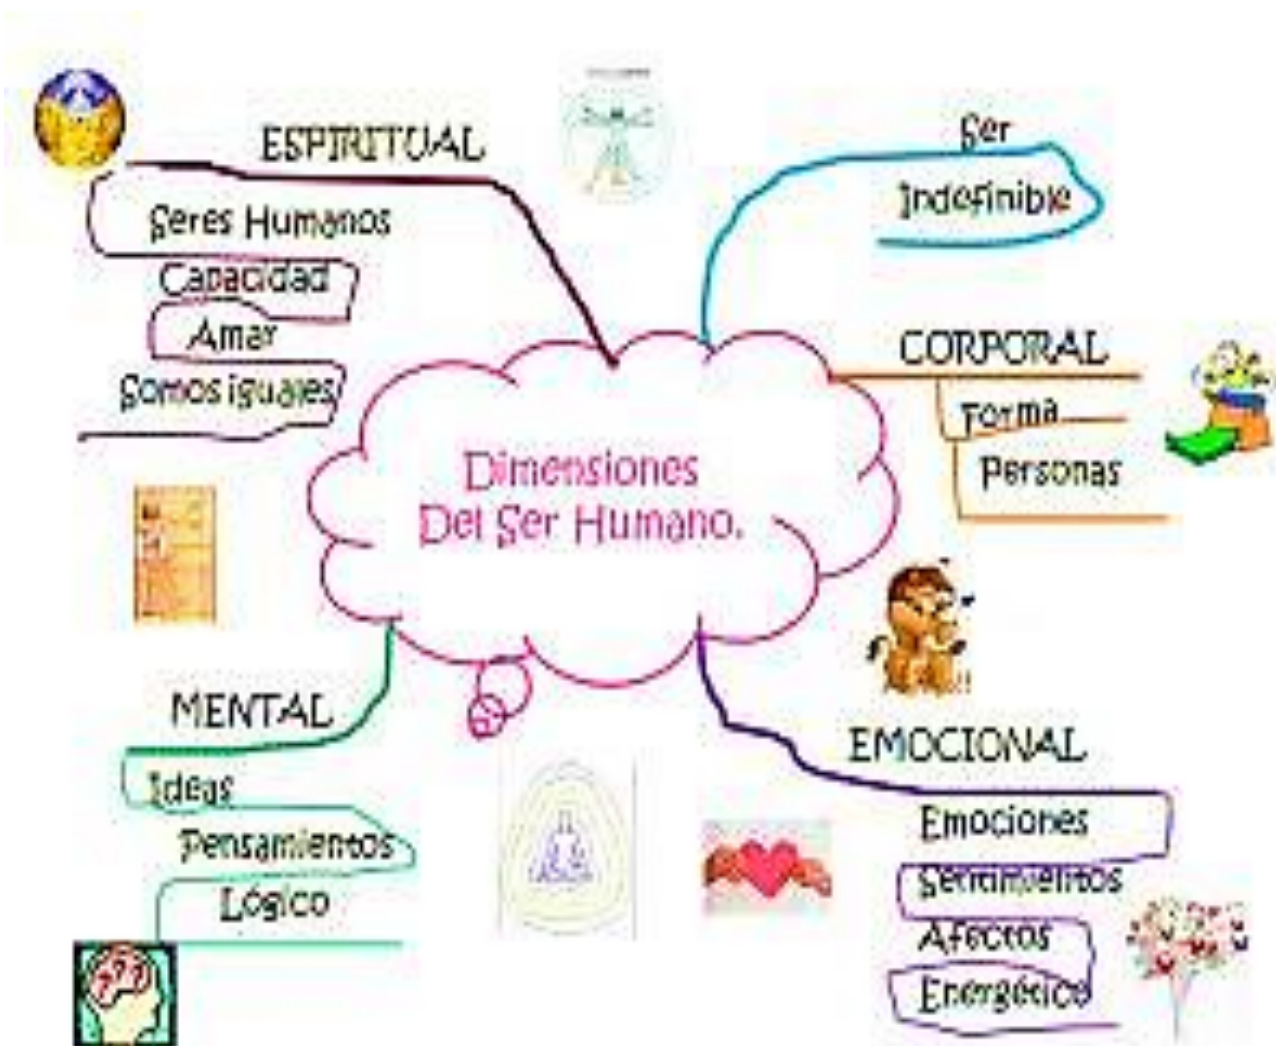 ESPIRITUAL
Seres Humanos
Capacidad
Amar
Somos iguales
Ser
Indefinible
CORPORAL
Forma
Personas
Dimensiones
Del Ser Humano.
MENTAL
Ideas
Pensamientos
Lógico
EMOCIONAL
Emociones
Sentimientos
Afectos
Energético